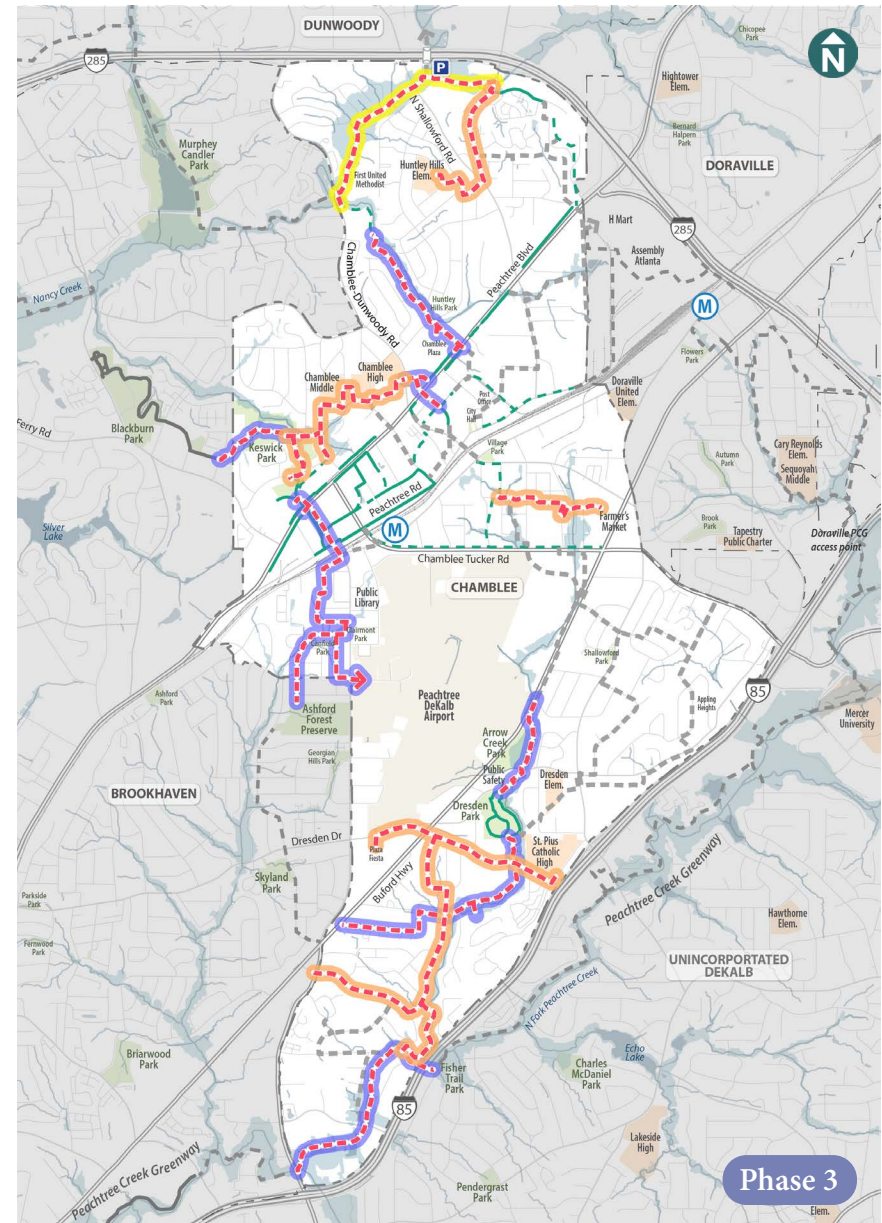 DUNWOODY
Chicopee
Park
P
N
285
Hightower
Elem.
N Shallowford Rd
Bernard
Halpern
Park
Murphey
Candler
Park
DORAVILLE
Huntley Hills
Elem.
First United
Methodist
H Mart
285
Assembly
Atlanta
Peachtree Blvd
Chamblee-Dunwoody Rd
Nancy Creek
Huntley
Hills Park
M
Chamblee
Plaza
Flowers
Park
Chamblee
High
Chamblee
Middle
Doraville
United
Elem.
Post
Office
City
Hall
Ferry Rd
Blackburn
Park
Keswick
Park
Village
Park
Cary Reynolds
Elem.
Sequoyah
Middle
Autumn
Park
Peachtree Rd
Silver
Lake
Farmer's
Market
Brook
Park
Tapestry
Public Charter
Doraville PCG
access point
M
Chamblee Tucker Rd
CHAMBLEE
Public
Library
Clairmont
Park
Park
Shallowford
Park
85
Ashford
Park
Peachtree
DeKalb
Airport
Appling
Heights
Ashford
Forest
Preserve
Mercer
University
Arrow
Creek
Park
Georgian
Hills Park
Public
Safety
Dresden
Elem.
BROOKHAVEN
Dresden
Park
Dresden Dr
St. Pius
Catholic
High
Plaza
Fiesta
Buford Hwy
Skyland
Park
Peachtree Creek Greenway
Parkside
Park
Hawthorne
Elem.
Fernwood
Park
UNINCORPORTATED
DEKALB
N Fork Peachtree Creek
Echo
Lake
Briarwood
Park
Fisher
Trail
Park
Charles
McDaniel
Park
85
Lakeside
High
Peachtree Creek Greenway
Pendergrast
Park
Phase 3
Elem.